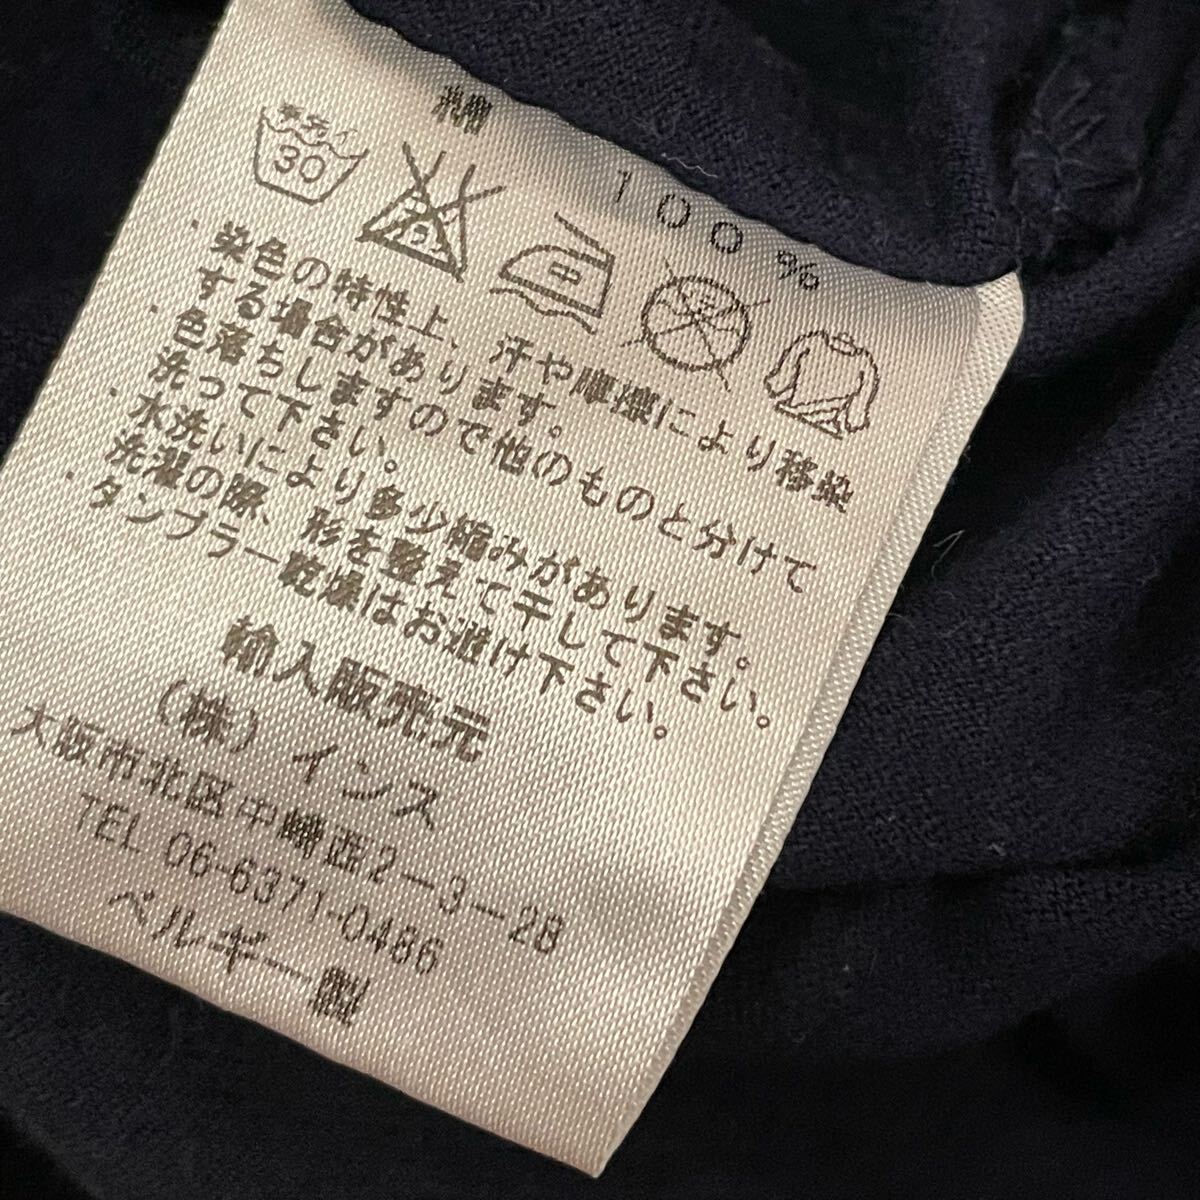 綿 100%
手洗イ
30
・染色の特性上、汗や摩擦により移染
する場合があります。
・色落ちしますので他のものと分けて
洗って下さい。
・水洗いにより多少縮みがあります。
洗濯の際、形を整えて干して下さい。
・タンブラー乾燥はお避け下さい。
輸入販売元
(株)インス
大阪市北区中崎西2-3-28
TEL 06-6371-0486
ベルギー製